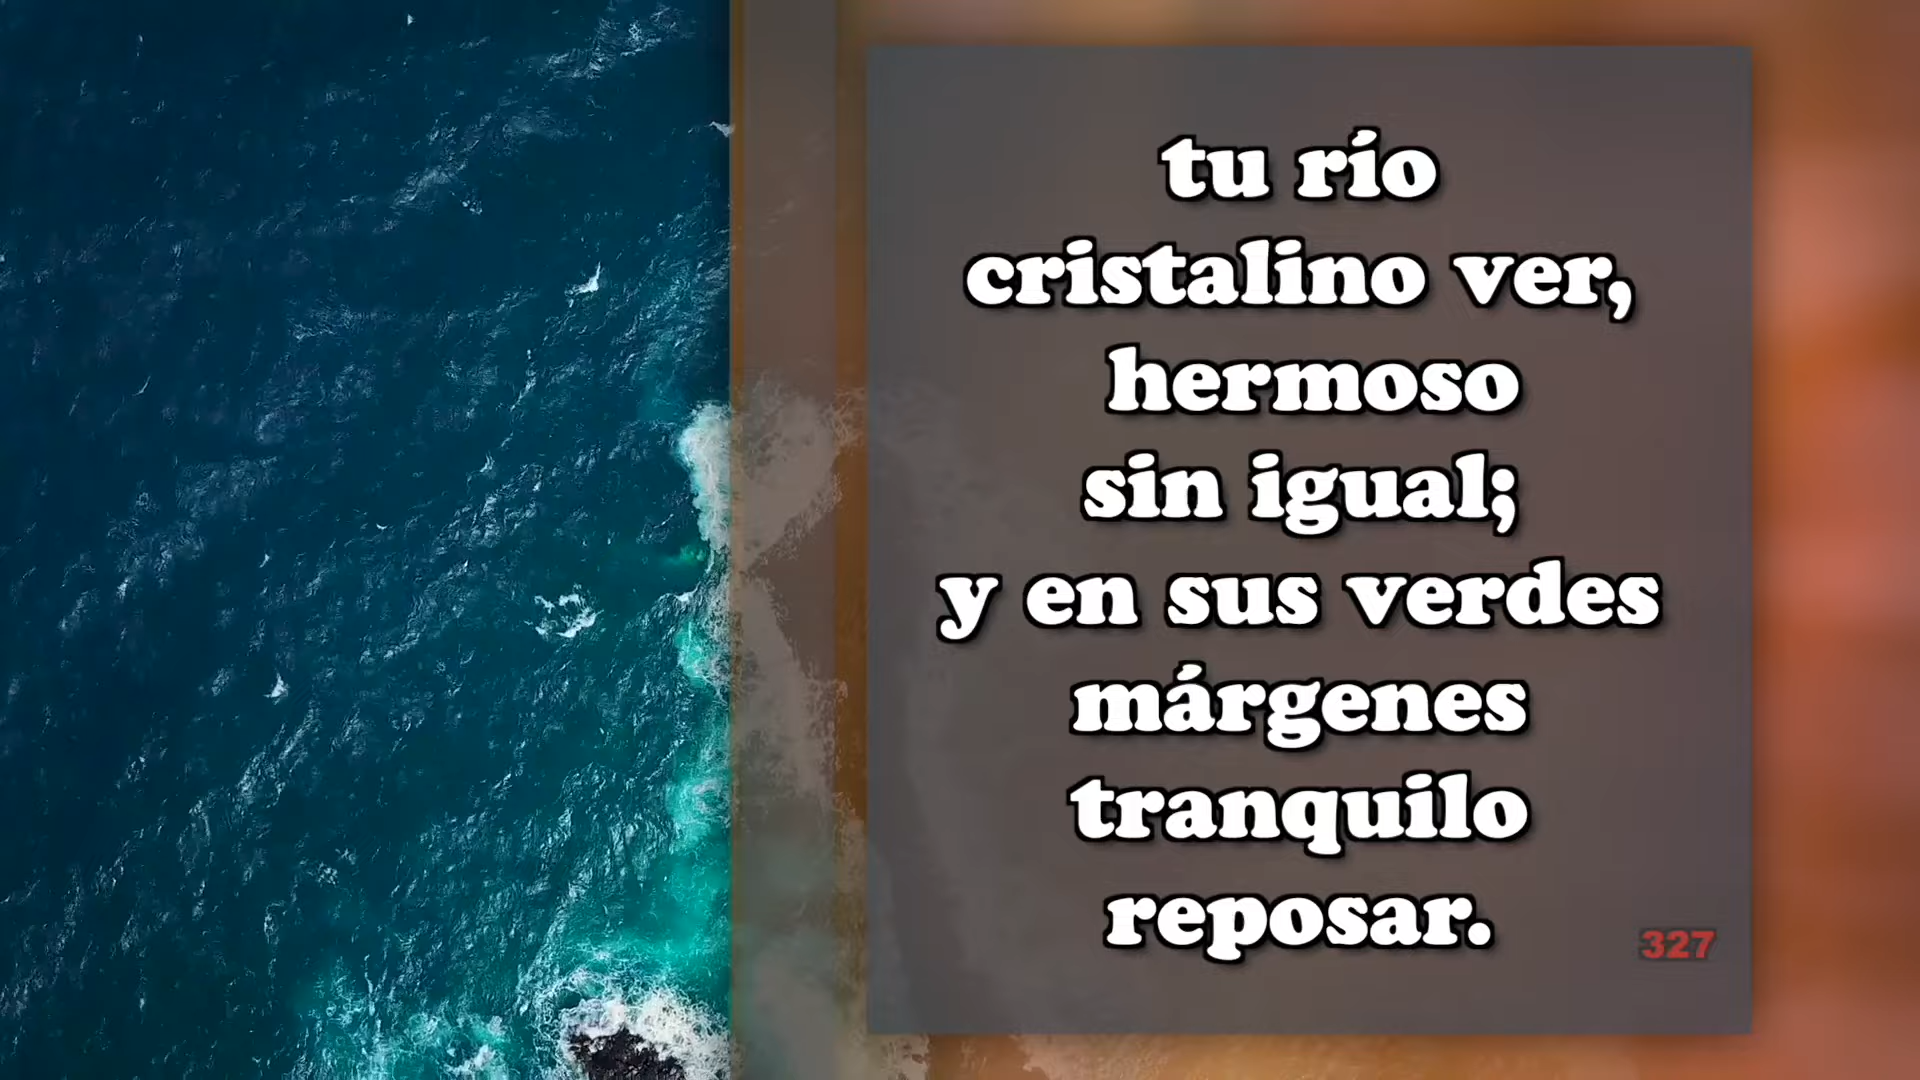 tu río
cristalino ver,
hermoso
sin igual;
y en sus verdes
márgenes
tranquilo
reposar.
327